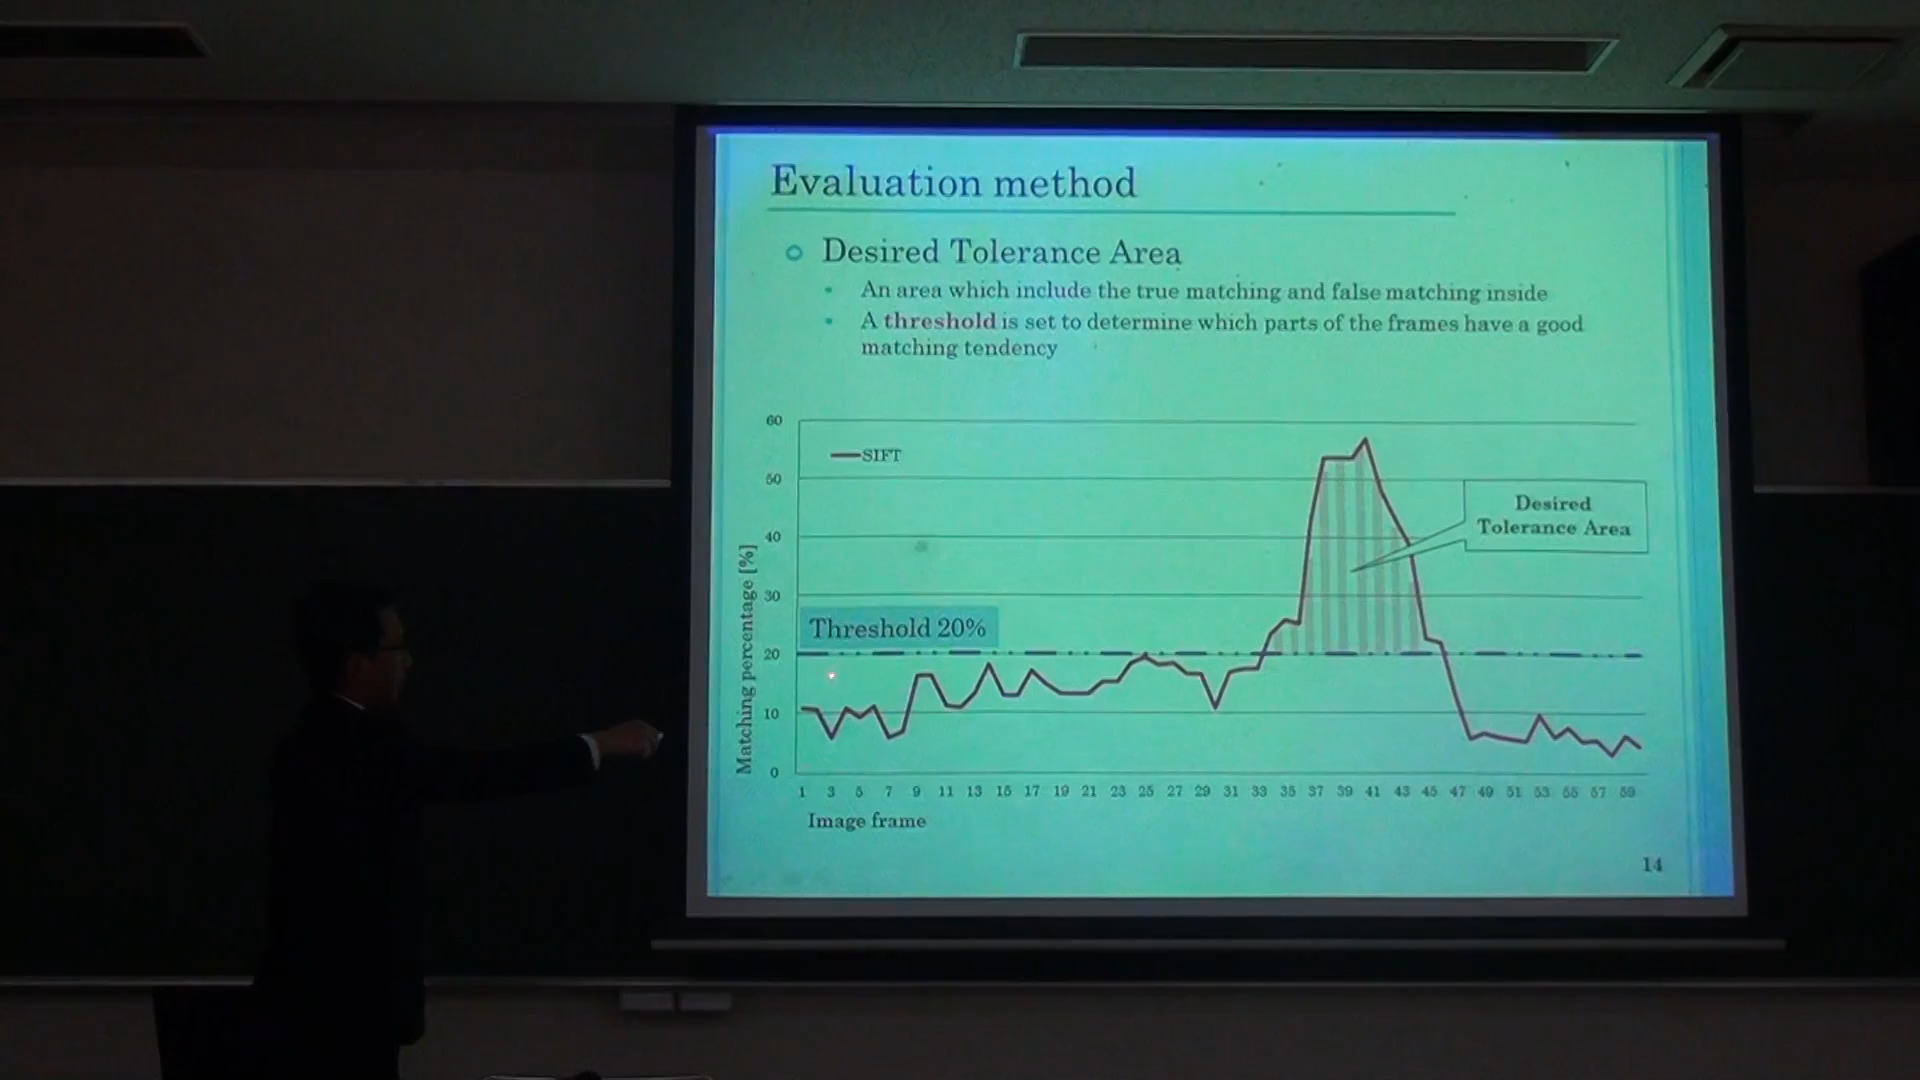 Evaluation method
Desired Tolerance Area
An area which include the true matching and false matching inside
A threshold is set to determine which parts of the frames have a good
matching tendency
60
SIFT
50
Desired
Tolerance Area
40
30
Threshold 20%
20
10
0
Matching percentage [%]
1 3 5 7 9 11 13 15 17 19 21 23 25 27 29 31 33 35 37 39 41 43 45 47 49 51 53 55 57 59
Image frame
14